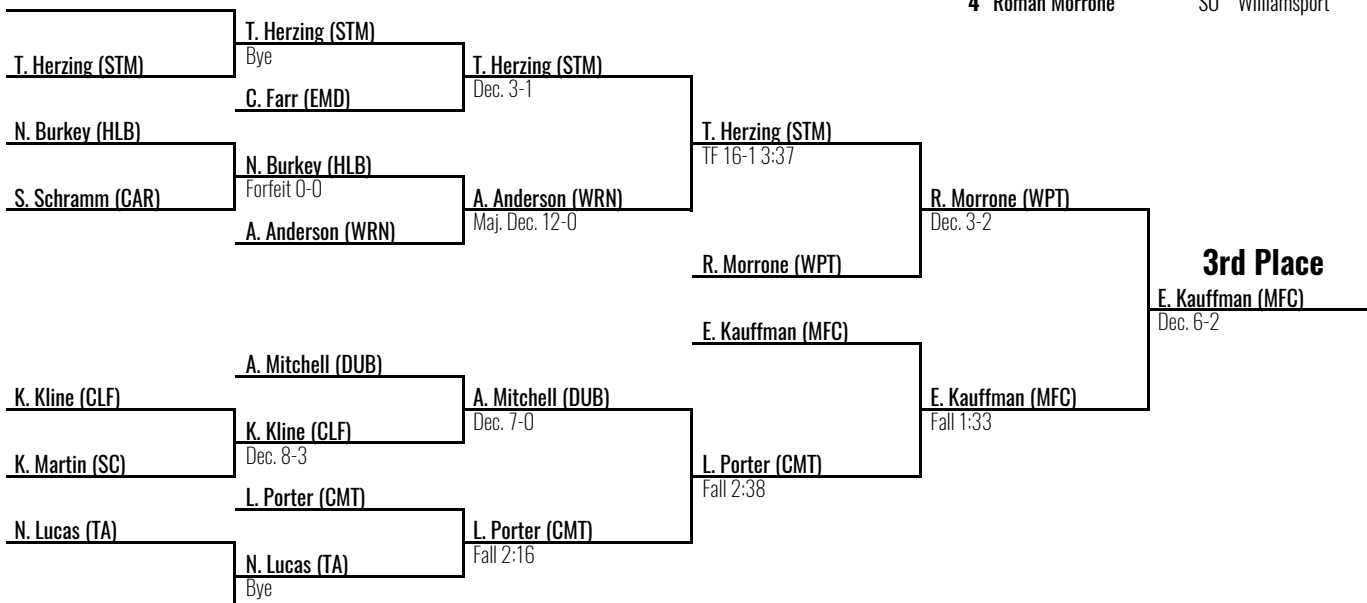 4 Roman Morrone SO Williamsport
T. Herzing (STM)
Bye
T. Herzing (STM)
T. Herzing (STM)
Dec. 3-1
C. Farr (EMD)
N. Burkey (HLB)
T. Herzing (STM)
TF 16-1 3:37
N. Burkey (HLB)
Forfeit 0-0
S. Schramm (CAR)
A. Anderson (WRN)
Maj. Dec. 12-0
R. Morrone (WPT)
Dec. 3-2
A. Anderson (WRN)
R. Morrone (WPT)
3rd Place
E. Kauffman (MFC)
Dec. 6-2
E. Kauffman (MFC)
A. Mitchell (DUB)
K. Kline (CLF)
A. Mitchell (DUB)
Dec. 7-0
E. Kauffman (MFC)
Fall 1:33
K. Kline (CLF)
Dec. 8-3
K. Martin (SC)
L. Porter (CMT)
Fall 2:38
L. Porter (CMT)
N. Lucas (TA)
L. Porter (CMT)
Fall 2:16
N. Lucas (TA)
Bye